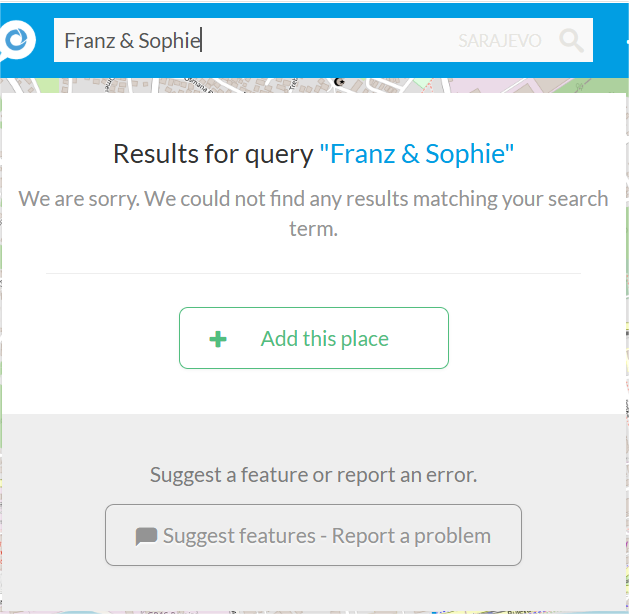 Franz & Sophie SARAJEVO
Results for query "Franz & Sophie"
We are sorry. We could not find any results matching your search
term.
Add this place
Suggest a feature or report an error.
Suggest features - Report a problem